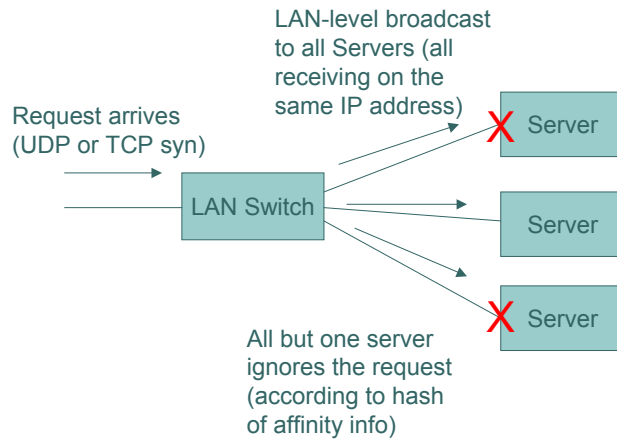 LAN-level broadcast
to all Servers (all
receiving on the
same IP address)
Request arrives
(UDP or TCP syn)
LAN Switch
X Server
Server
X Server
All but one server
ignores the request
(according to hash
of affinity info)